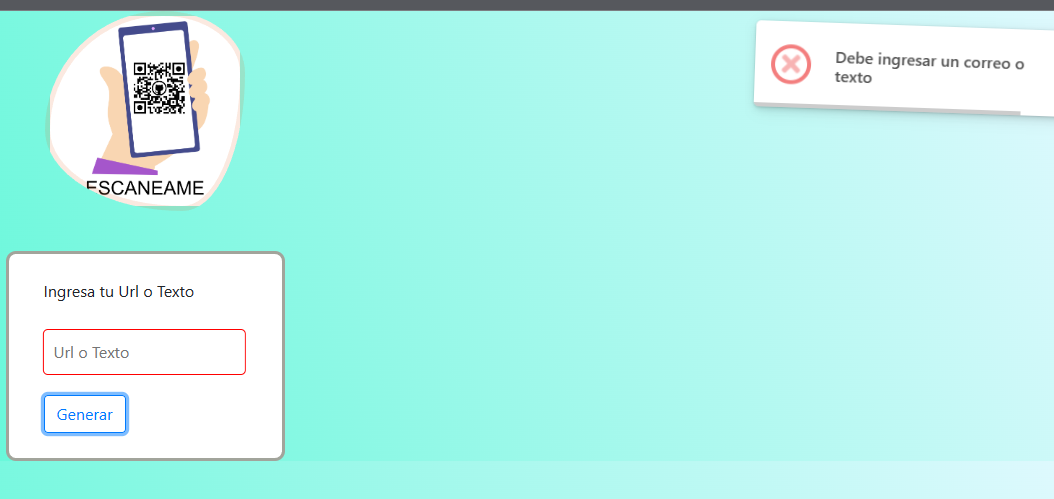 ESCANEAME
Debe ingresar un correo o
texto
Ingresa tu Url o Texto
Url o Texto
Generar